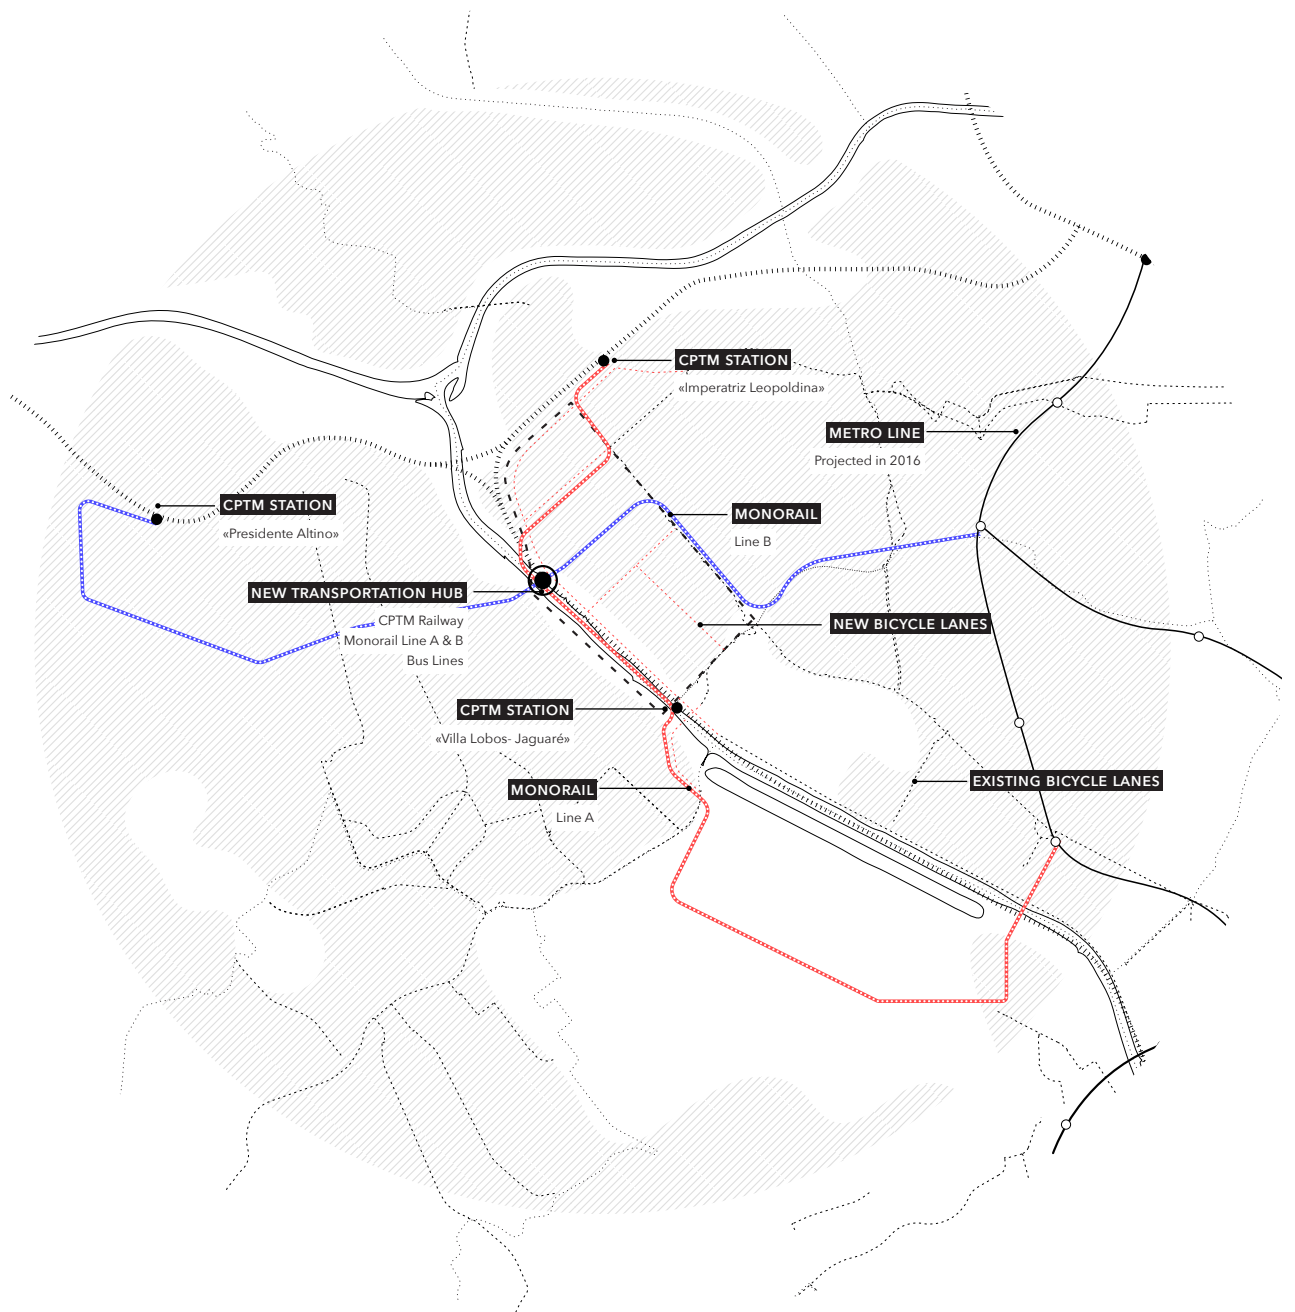 CPTM STATION
«Imperatriz Leopoldina»
METRO LINE
Projected in 2016
CPTM STATION
«Presidente Altino»
MONORAIL
Line B
NEW TRANSPORTATION HUB
CPTM Railway
Monorail Line A & B
Bus Lines
NEW BICYCLE LANES
CPTM STATION
«Villa Lobos- Jaguaré»
EXISTING BICYCLE LANES
MONORAIL
Line A